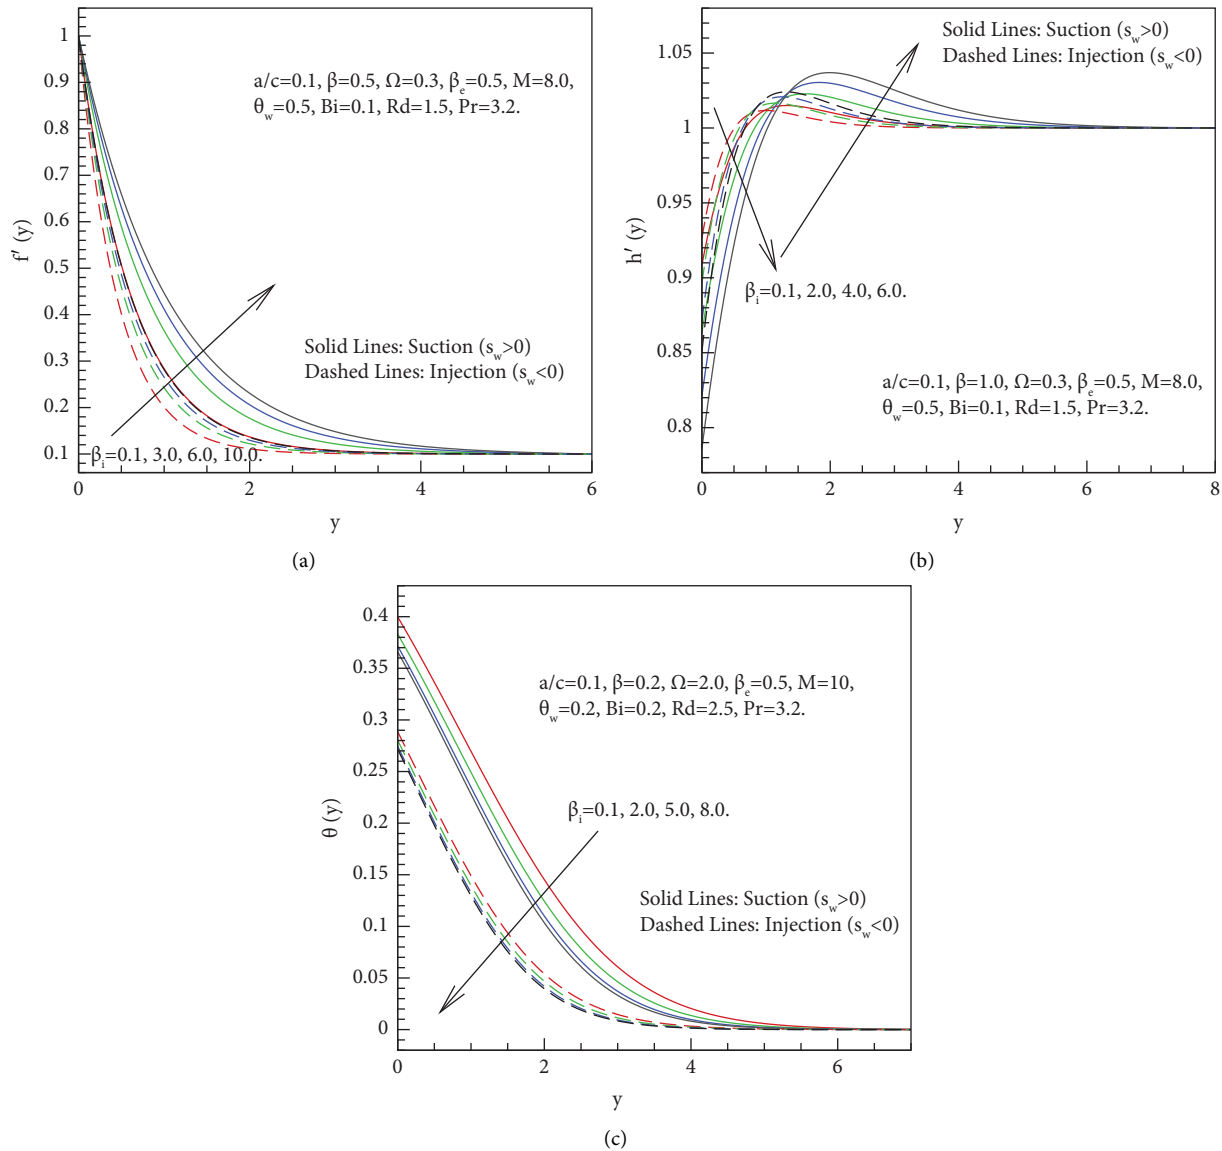 1
0.9
0.8
0.7
0.6
0.5
0.4
0.3
0.2
0.1
f′ (y)
a/c=0.1, β=0.5, Ω=0.3, βₑ=0.5, M=8.0,
θ_w=0.5, Bi=0.1, Rd=1.5, Pr=3.2.
Solid Lines: Suction (s_w>0)
Dashed Lines: Injection (s_w<0)
βᵢ=0.1, 3.0, 6.0, 10.0.
0 2 4 6
y
(a)
1.05
1
0.95
0.9
0.85
0.8
h′ (y)
Solid Lines: Suction (s_w>0)
Dashed Lines: Injection (s_w<0)
βᵢ=0.1, 2.0, 4.0, 6.0.
a/c=0.1, β=1.0, Ω=0.3, βₑ=0.5, M=8.0,
θ_w=0.5, Bi=0.1, Rd=1.5, Pr=3.2.
0 2 4 6 8
y
(b)
0.4
0.35
0.3
0.25
0.2
0.15
0.1
0.05
0
θ (y)
a/c=0.1, β=0.2, Ω=2.0, βₑ=0.5, M=10,
θ_w=0.2, Bi=0.2, Rd=2.5, Pr=3.2.
βᵢ=0.1, 2.0, 5.0, 8.0.
Solid Lines: Suction (s_w>0)
Dashed Lines: Injection (s_w<0)
0 2 4 6
y
(c)